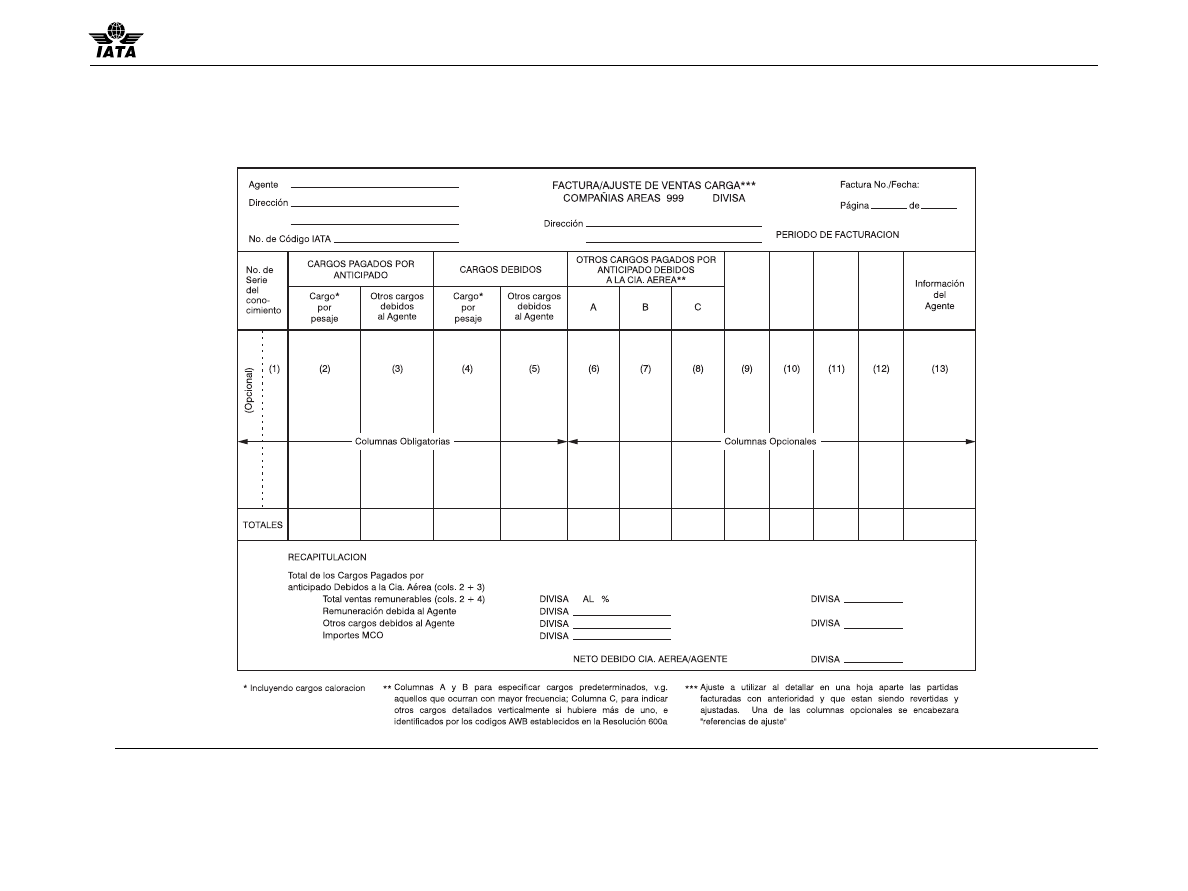 IATA
Agente
Dirección
No. de Código IATA
FACTURA/AJUSTE DE VENTAS CARGA***
COMPAÑIAS AREAS 999 DIVISA
Dirección
Factura No./Fecha:
Página de
PERIODO DE FACTURACION
No. de
Serie
del
cono-
cimiento
CARGOS PAGADOS POR
ANTICIPADO
CARGOS DEBIDOS
OTROS CARGOS PAGADOS POR
ANTICIPADO DEBIDOS
A LA CIA. AEREA**
Información
del
Agente
Cargo*
por
pesaje
Otros cargos
debidos
al Agente
Cargo*
por
pesaje
Otros cargos
debidos
al Agente
A B C
(Opcional)
(1) (2) (3) (4) (5) (6) (7) (8) (9) (10) (11) (12) (13)
Columnas Obligatorias Columnas Opcionales
TOTALES
RECAPITULACION
Total de los Cargos Pagados por
anticipado Debidos a la Cia. Aérea (cols. 2 + 3)
Total ventas remunerables (cols. 2 + 4) DIVISA AL % DIVISA
Remuneración debida al Agente DIVISA
Otros cargos debidos al Agente DIVISA DIVISA
Importes MCO DIVISA
NETO DEBIDO CIA. AEREA/AGENTE DIVISA
* Incluyendo cargos caloracion
** Columnas A y B para especificar cargos predeterminados, v.g.
aquellos que ocurran con mayor frecuencia; Columna C, para indicar
otros cargos detallados verticalmente si hubiere más de uno, e
identificados por los codigos AWB establecidos en la Resolución 600a
*** Ajuste a utilizar al detallar en una hoja aparte las partidas
facturadas con anterioridad y que estan siendo revertidas y
ajustadas. Una de las columnas opcionales se encabezara
"referencias de ajuste"